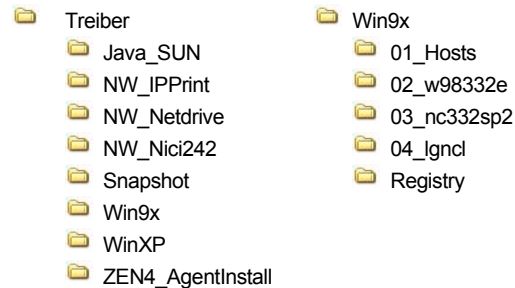 Treiber
Java_SUN
NW_IPPrint
NW_Netdrive
NW_Nici242
Snapshot
Win9x
WinXP
ZEN4_AgentInstall
Win9x
01_Hosts
02_w98332e
03_nc332sp2
04_lgncl
Registry